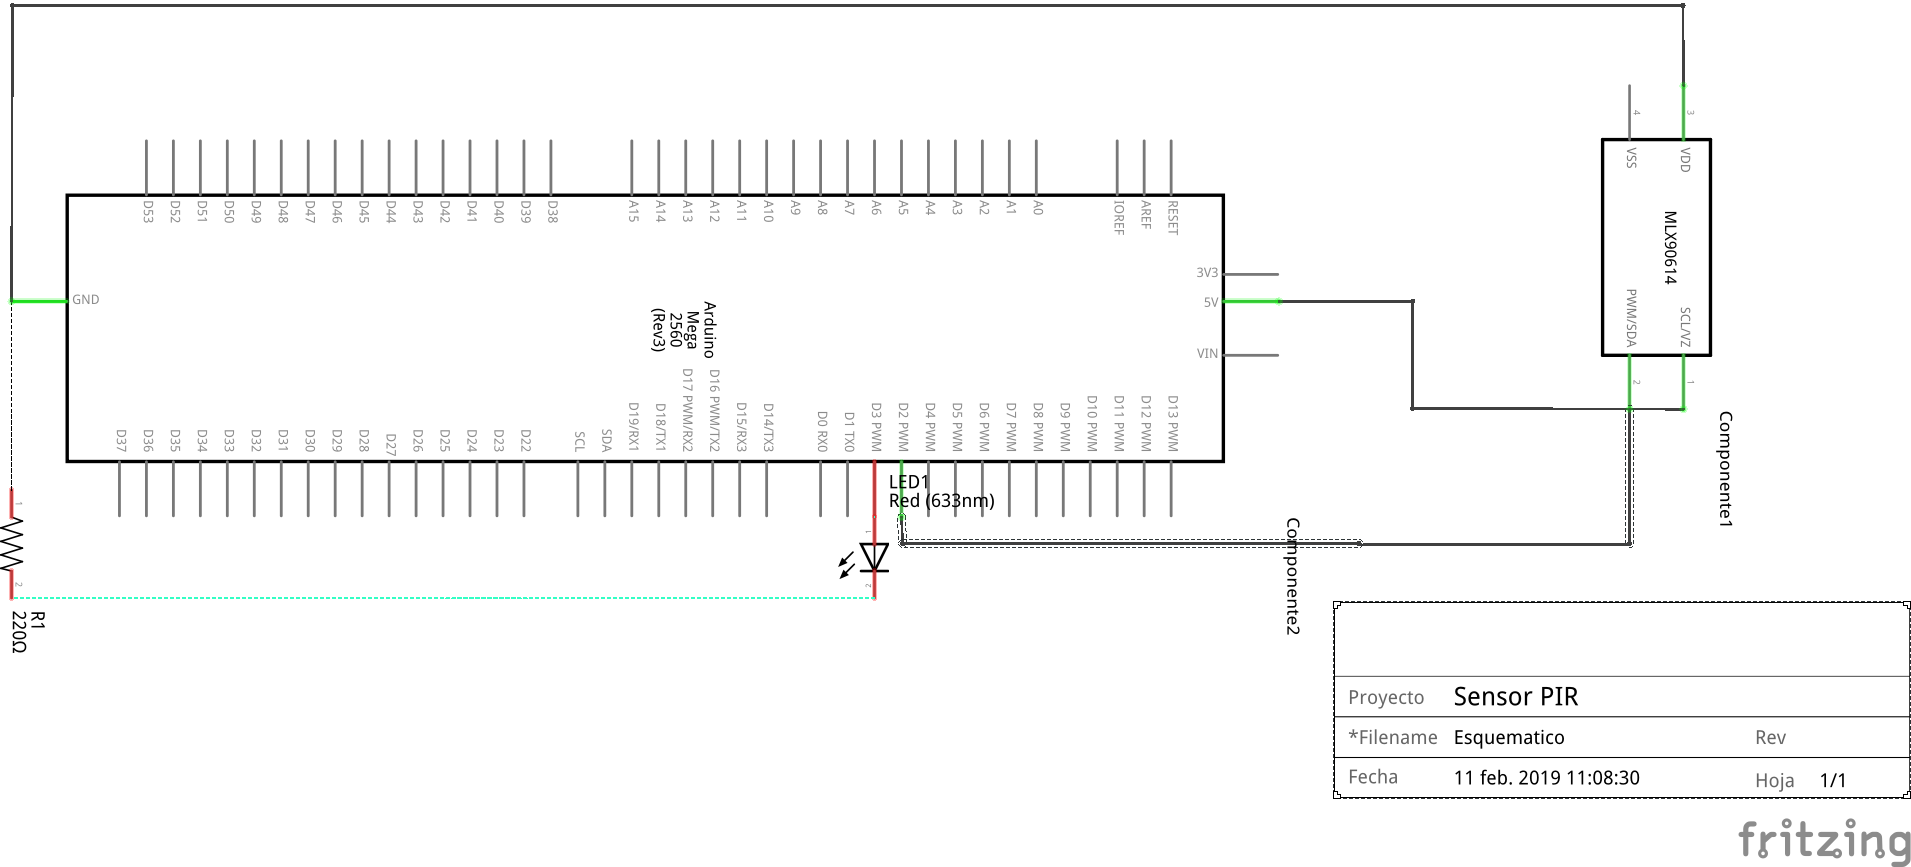 4
3
VSS
VDD
MLX90614
PWM/SDA
SCL/VZ
2
1
Componente1
D53
D52
D51
D50
D49
D48
D47
D46
D45
D44
D43
D42
D41
D40
D39
D38
A15
A14
A13
A12
A11
A10
A9
A8
A7
A6
A5
A4
A3
A2
A1
A0
IOREF
AREF
RESET
3V3
5V
VIN
GND
Arduino
Mega
2560
(Rev3)
D37
D36
D35
D34
D33
D32
D31
D30
D29
D28
D27
D26
D25
D24
D23
D22
SCL
SDA
D19/RX1
D18/TX1
D17 PWM/RX2
D16 PWM/TX2
D15/RX3
D14/TX3
D0 RX0
D1 TX0
D3 PWM
D2 PWM
D4 PWM
D5 PWM
D6 PWM
D7 PWM
D8 PWM
D9 PWM
D10 PWM
D11 PWM
D12 PWM
D13 PWM
LED1
Red (633nm)
1
2
Componente2
1
2
R1
220Ω
Proyecto Sensor PIR
*Filename Esquematico Rev
Fecha 11 feb. 2019 11:08:30 Hoja 1/1
fritzing